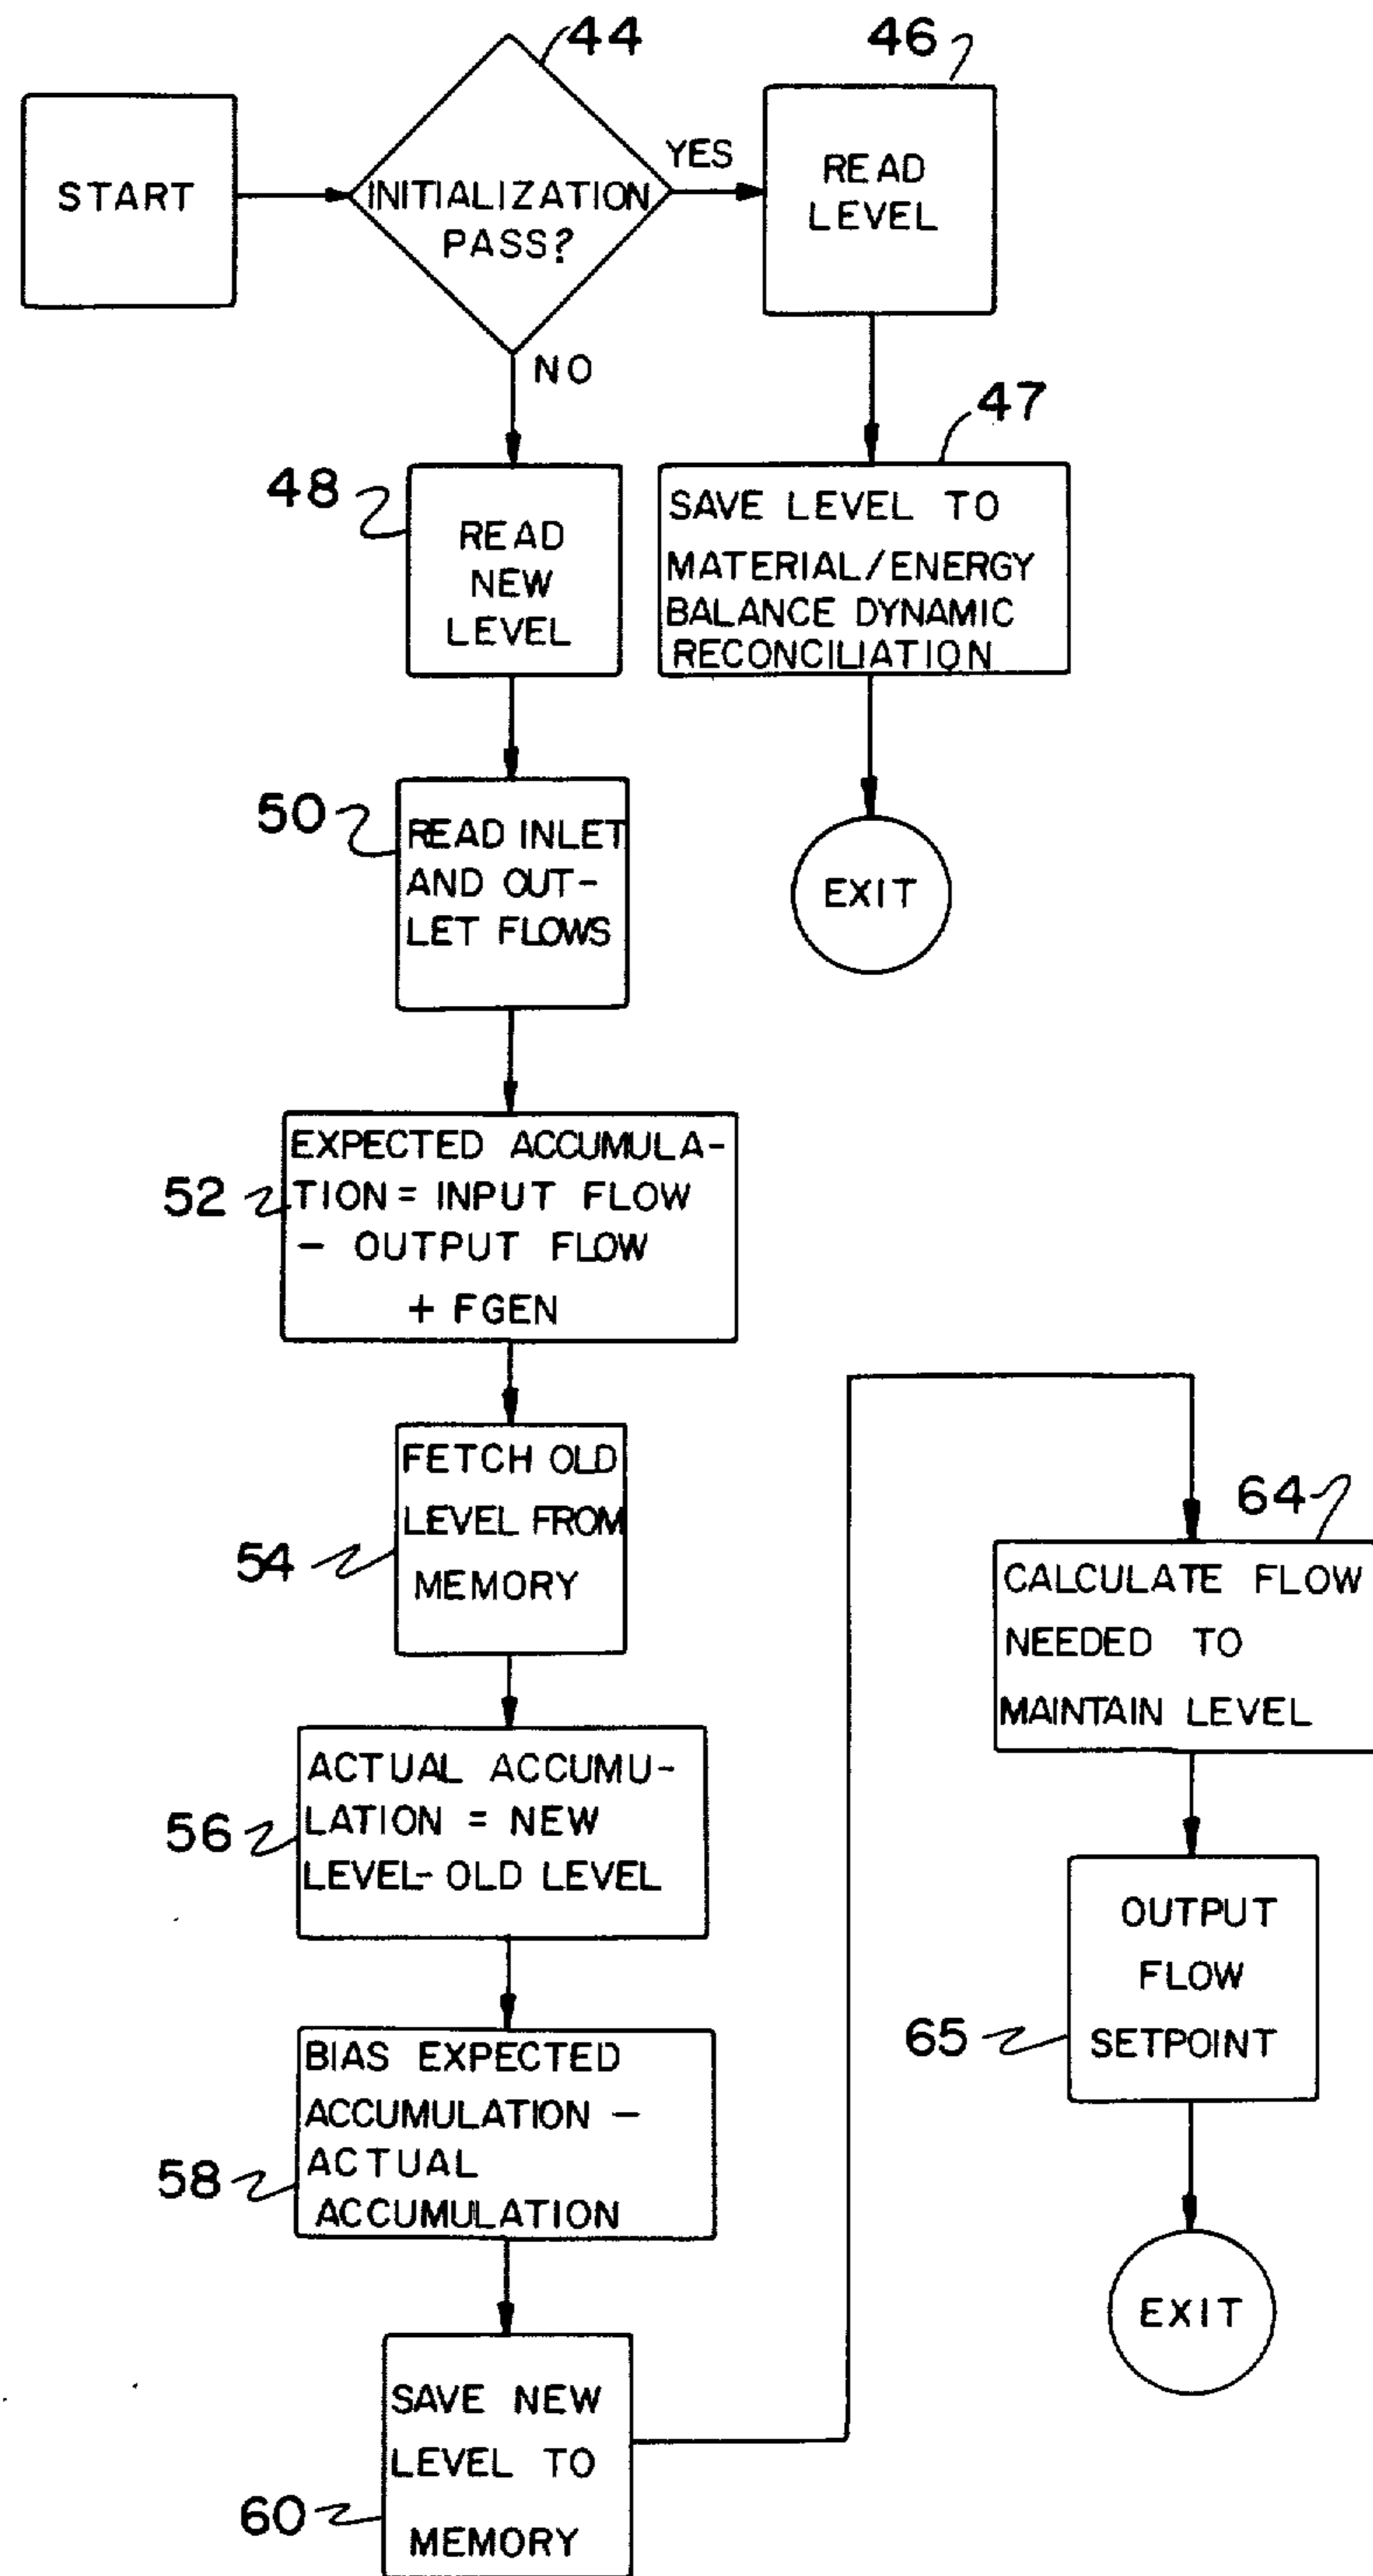 START
44
INITIALIZATION
PASS?
YES
NO
46
READ
LEVEL
47
SAVE LEVEL TO
MATERIAL/ENERGY
BALANCE DYNAMIC
RECONCILIATION
EXIT
48
READ
NEW
LEVEL
50
READ INLET
AND OUT-
LET FLOWS
52
EXPECTED ACCUMULA-
TION = INPUT FLOW
- OUTPUT FLOW
+ FGEN
54
FETCH OLD
LEVEL FROM
MEMORY
56
ACTUAL ACCUMU-
LATION = NEW
LEVEL-OLD LEVEL
58
BIAS EXPECTED
ACCUMULATION -
ACTUAL
ACCUMULATION
60
SAVE NEW
LEVEL TO
MEMORY
64
CALCULATE FLOW
NEEDED TO
MAINTAIN LEVEL
65
OUTPUT
FLOW
SETPOINT
EXIT